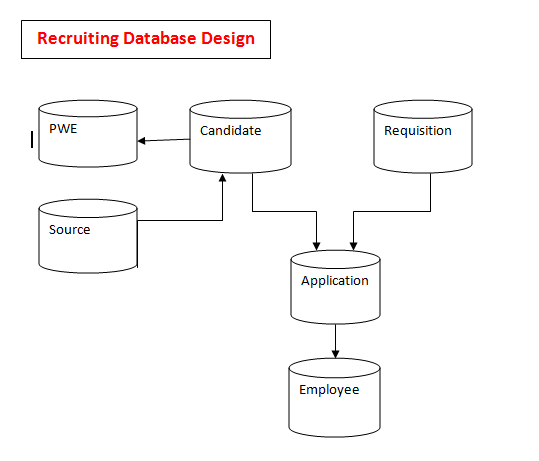 Recruiting Database Design
PWE
Candidate
Requisition
Source
Application
Employee